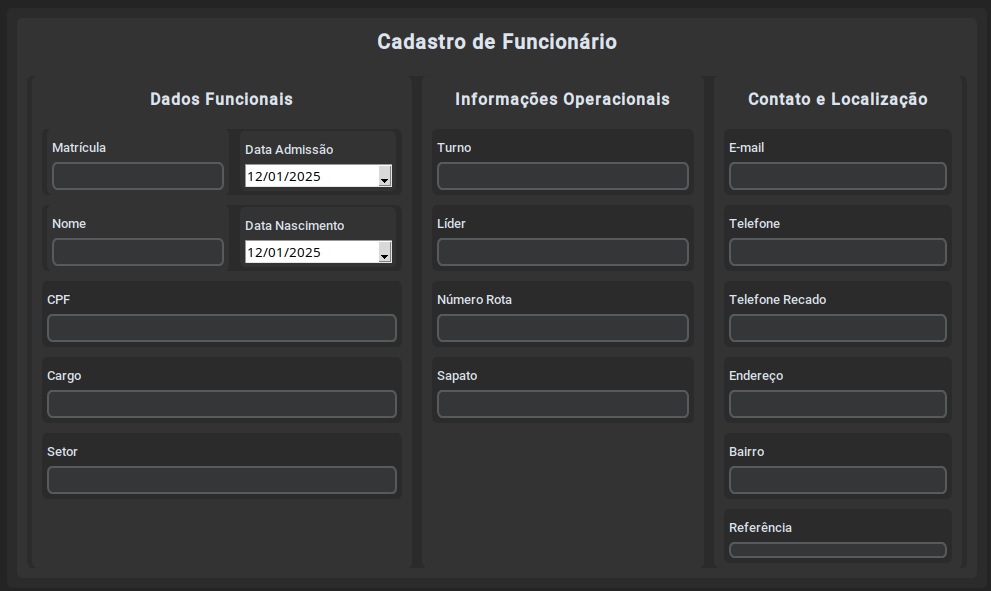 Cadastro de Funcionário
Dados Funcionais
Matrícula
Data Admissão
12/01/2025
Nome
Data Nascimento
12/01/2025
CPF
Cargo
Setor
Informações Operacionais
Turno
Líder
Número Rota
Sapato
Contato e Localização
E-mail
Telefone
Telefone Recado
Endereço
Bairro
Referência